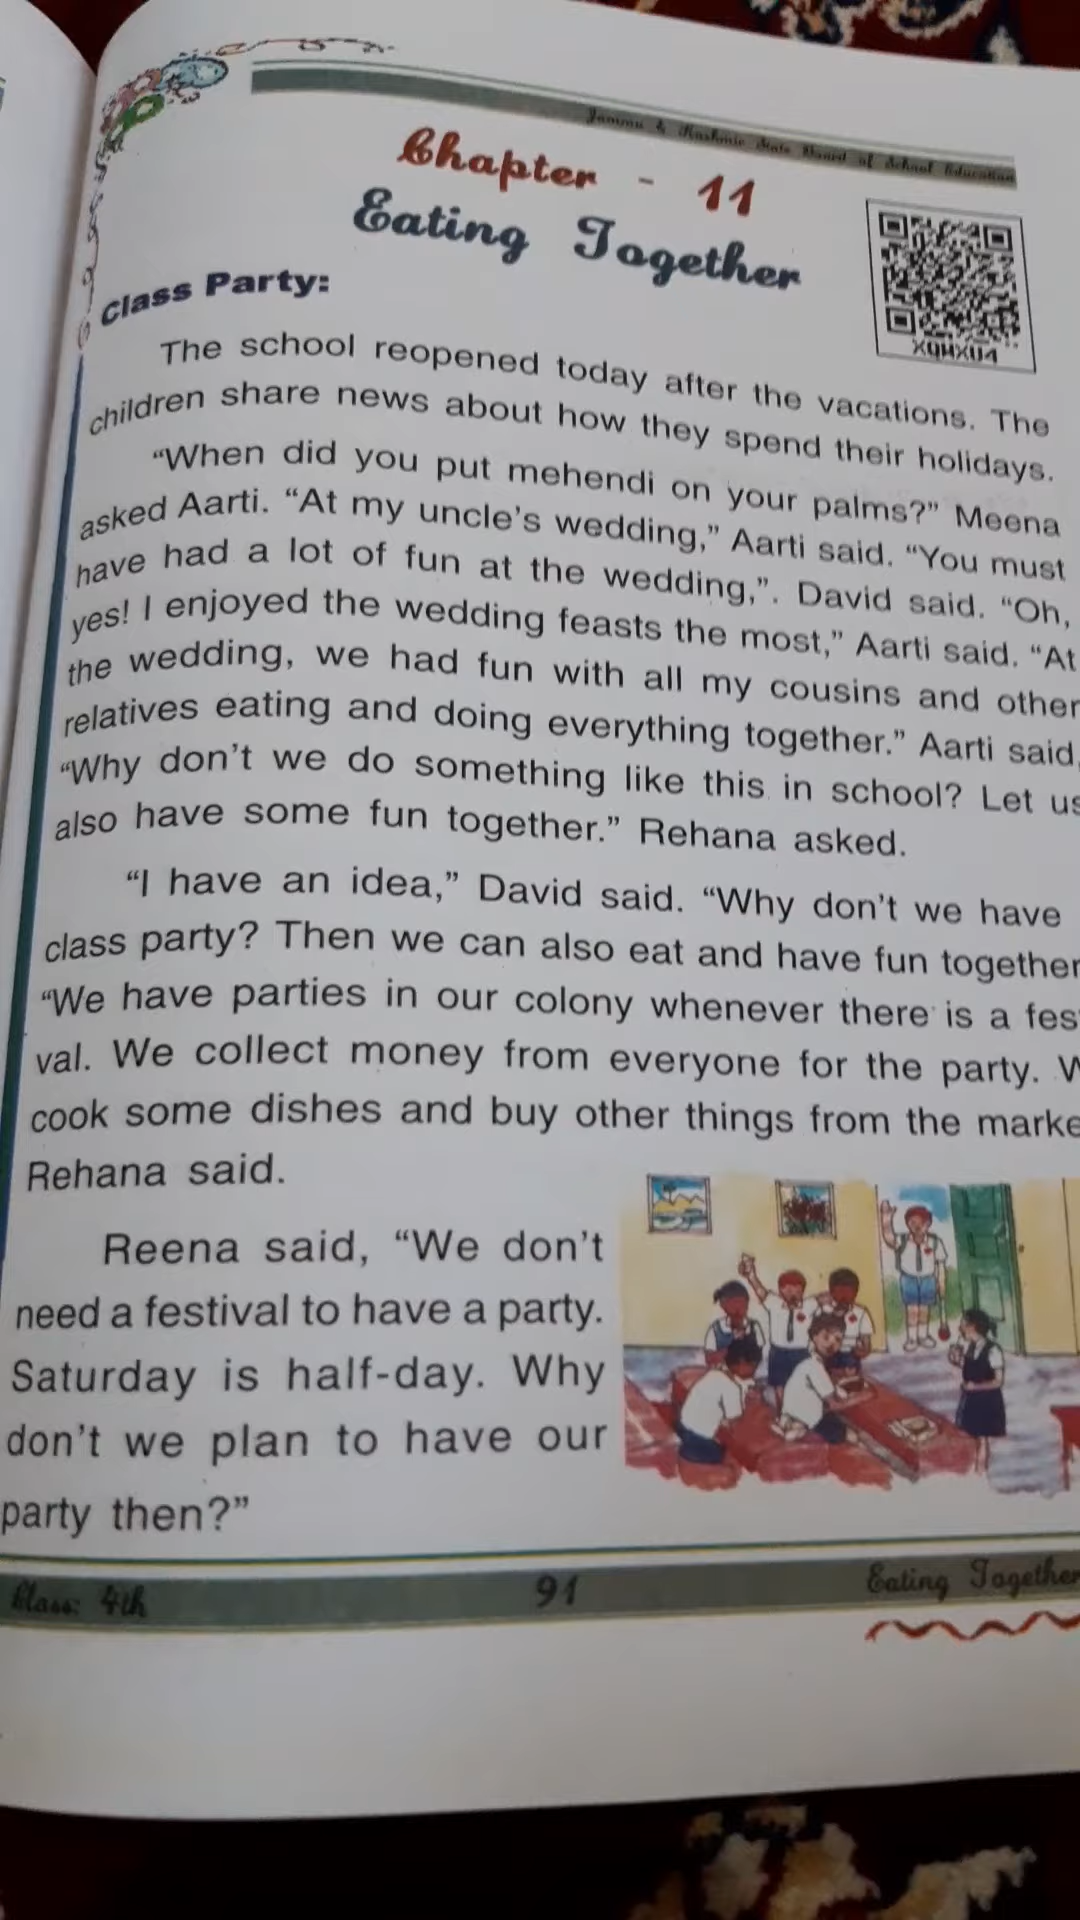 Jammu & Kashmir State Board of School Education
Chapter - 11
Eating Together
XQHXU4
Class Party:
The school reopened today after the vacations. The
children share news about how they spend their holidays.
“When did you put mehendi on your palms?” Meena
asked Aarti. “At my uncle’s wedding,” Aarti said. “You must
have had a lot of fun at the wedding,”. David said. “Oh,
yes! I enjoyed the wedding feasts the most,” Aarti said. “At
the wedding, we had fun with all my cousins and other
relatives eating and doing everything together.” Aarti said.
“Why don’t we do something like this in school? Let us
also have some fun together.” Rehana asked.
“I have an idea,” David said. “Why don’t we have
class party? Then we can also eat and have fun together
“We have parties in our colony whenever there is a fes
val. We collect money from everyone for the party. W
cook some dishes and buy other things from the marke
Rehana said.
Reena said, “We don’t
need a festival to have a party.
Saturday is half-day. Why
don’t we plan to have our
party then?”
Class: 4th 91 Eating Together